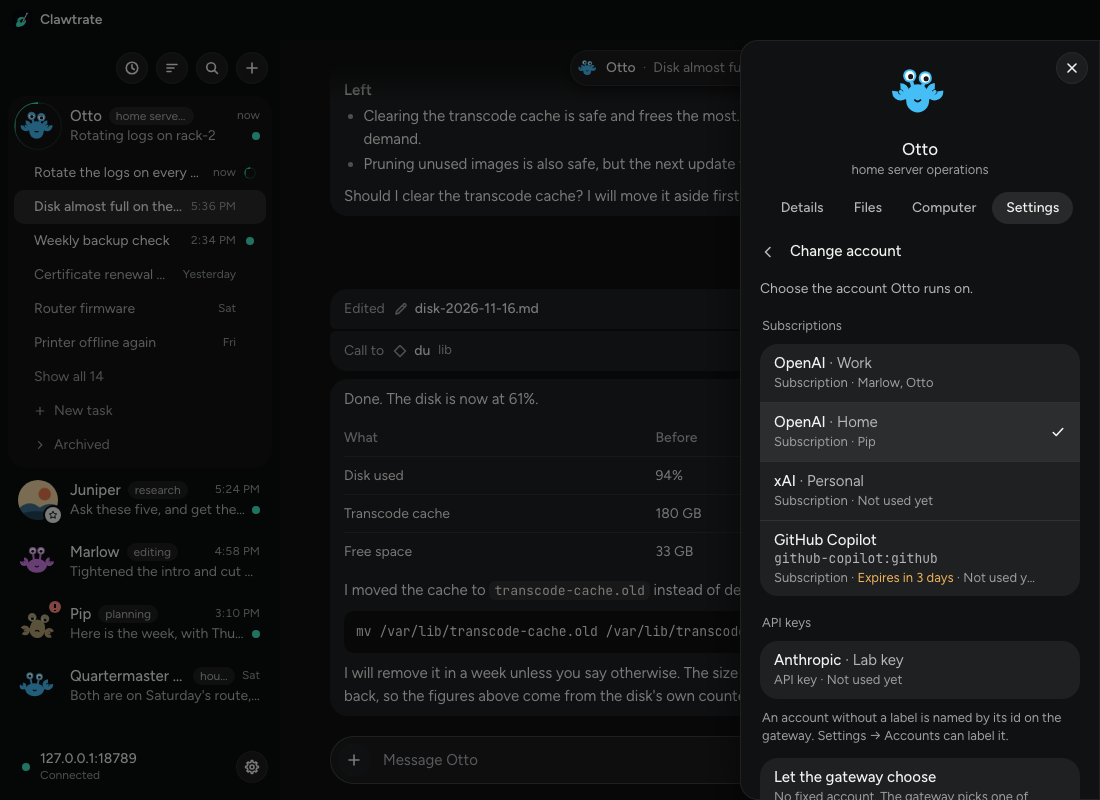 Clawtrate
Otto home serve... now
Rotating logs on rack-2
Rotate the logs on every ... now
Disk almost full on the... 5:36 PM
Weekly backup check 2:34 PM
Certificate renewal ... Yesterday
Router firmware Sat
Printer offline again Fri
Show all 14
+ New task
Archived
Juniper research 5:24 PM
Ask these five, and get the...
Marlow editing 4:58 PM
Tightened the intro and cut ...
Pip planning 3:10 PM
Here is the week, with Thu...
Quartermaster ... hou... Sat
Both are on Saturday's route,...
127.0.0.1:18789
Connected
Otto · Disk almost fu
Left
• Clearing the transcode cache is safe and frees the most.
demand.
• Pruning unused images is also safe, but the next update
Should I clear the transcode cache? I will move it aside first
Edited disk-2026-11-16.md
Call to du lib
Done. The disk is now at 61%.
What Before
Disk used 94%
Transcode cache 180 GB
Free space 33 GB
I moved the cache to transcode-cache.old instead of de
mv /var/lib/transcode-cache.old /var/lib/transcod
I will remove it in a week unless you say otherwise. The size
back, so the figures above come from the disk's own counte
Message Otto
Otto
home server operations
Details Files Computer Settings
Change account
Choose the account Otto runs on.
Subscriptions
OpenAI · Work
Subscription · Marlow, Otto
OpenAI · Home
Subscription · Pip
xAI · Personal
Subscription · Not used yet
GitHub Copilot
github-copilot:github
Subscription · Expires in 3 days · Not used y...
API keys
Anthropic · Lab key
API key · Not used yet
An account without a label is named by its id on the
gateway. Settings → Accounts can label it.
Let the gateway choose
No fixed account. The gateway picks one of